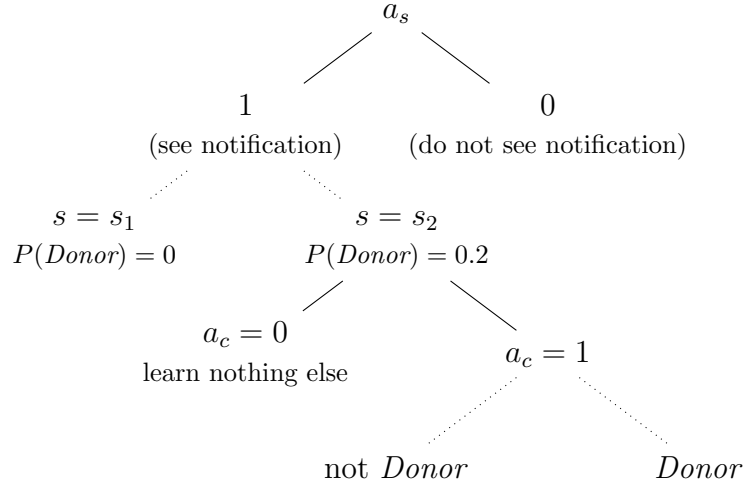 a_s
1 0
(see notification) (do not see notification)
s = s_1 s = s_2
P(Donor) = 0 P(Donor) = 0.2
a_c = 0
learn nothing else
a_c = 1
not Donor Donor